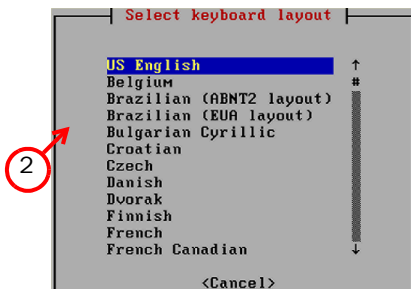 Select keyboard layout
US English
Belgium
#
Brazilian (ABNT2 layout)
Brazilian (EUA layout)
Bulgarian Cyrillic
Croatian
2
Czech
Danish
Dvorak
Finnish
French
French Canadian
<Cancel>